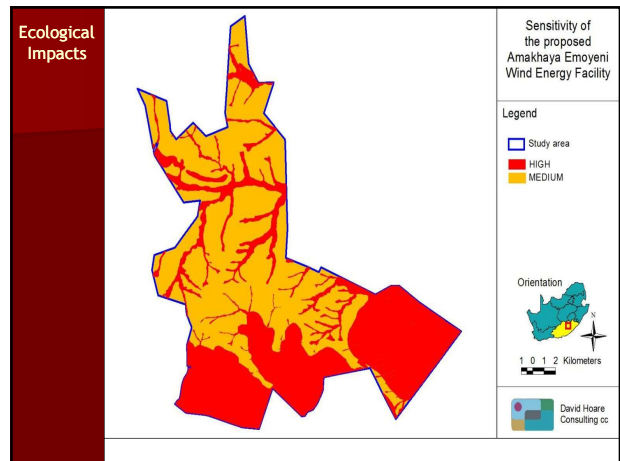 Ecological
Impacts
Sensitivity of
the proposed
Amakhaya Emoyeni
Wind Energy Facility
Legend
Study area
HIGH
MEDIUM
Orientation
N
1 0 1 2 Kilometers
David Hoare
Consulting cc